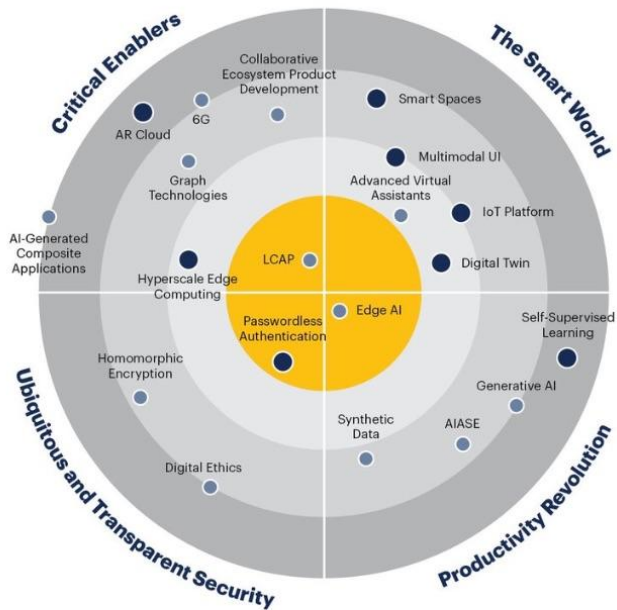 Critical Enablers
The Smart World
Collaborative
Ecosystem Product
Development
6G
AR Cloud
Graph
Technologies
AI-Generated
Composite
Applications
Hyperscale Edge
Computing
LCAP
Smart Spaces
Multimodal UI
Advanced Virtual
Assistants
IoT Platform
Digital Twin
Passwordless
Authentication
Homomorphic
Encryption
Digital Ethics
Edge AI
Self-Supervised
Learning
Generative AI
AIASE
Synthetic
Data
Ubiquitous and Transparent Security
Productivity Revolution